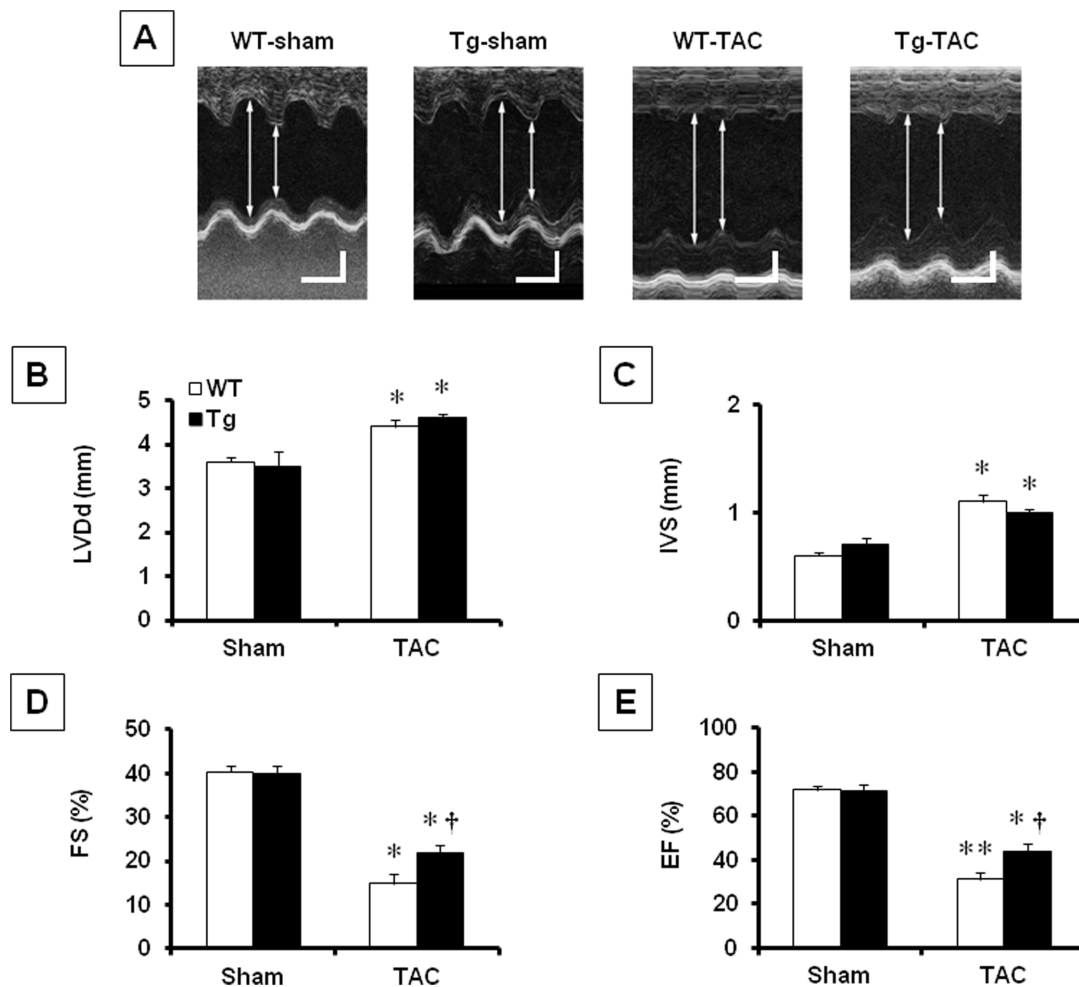 A
WT-sham Tg-sham WT-TAC Tg-TAC
B
WT
Tg
LVDd (mm)
5
4
3
2
1
0
* *
Sham TAC
C
IVS (mm)
2
1
0
* *
Sham TAC
D
FS (%)
50
40
30
20
10
0
* *†
Sham TAC
E
EF (%)
100
80
60
40
20
0
** *†
Sham TAC